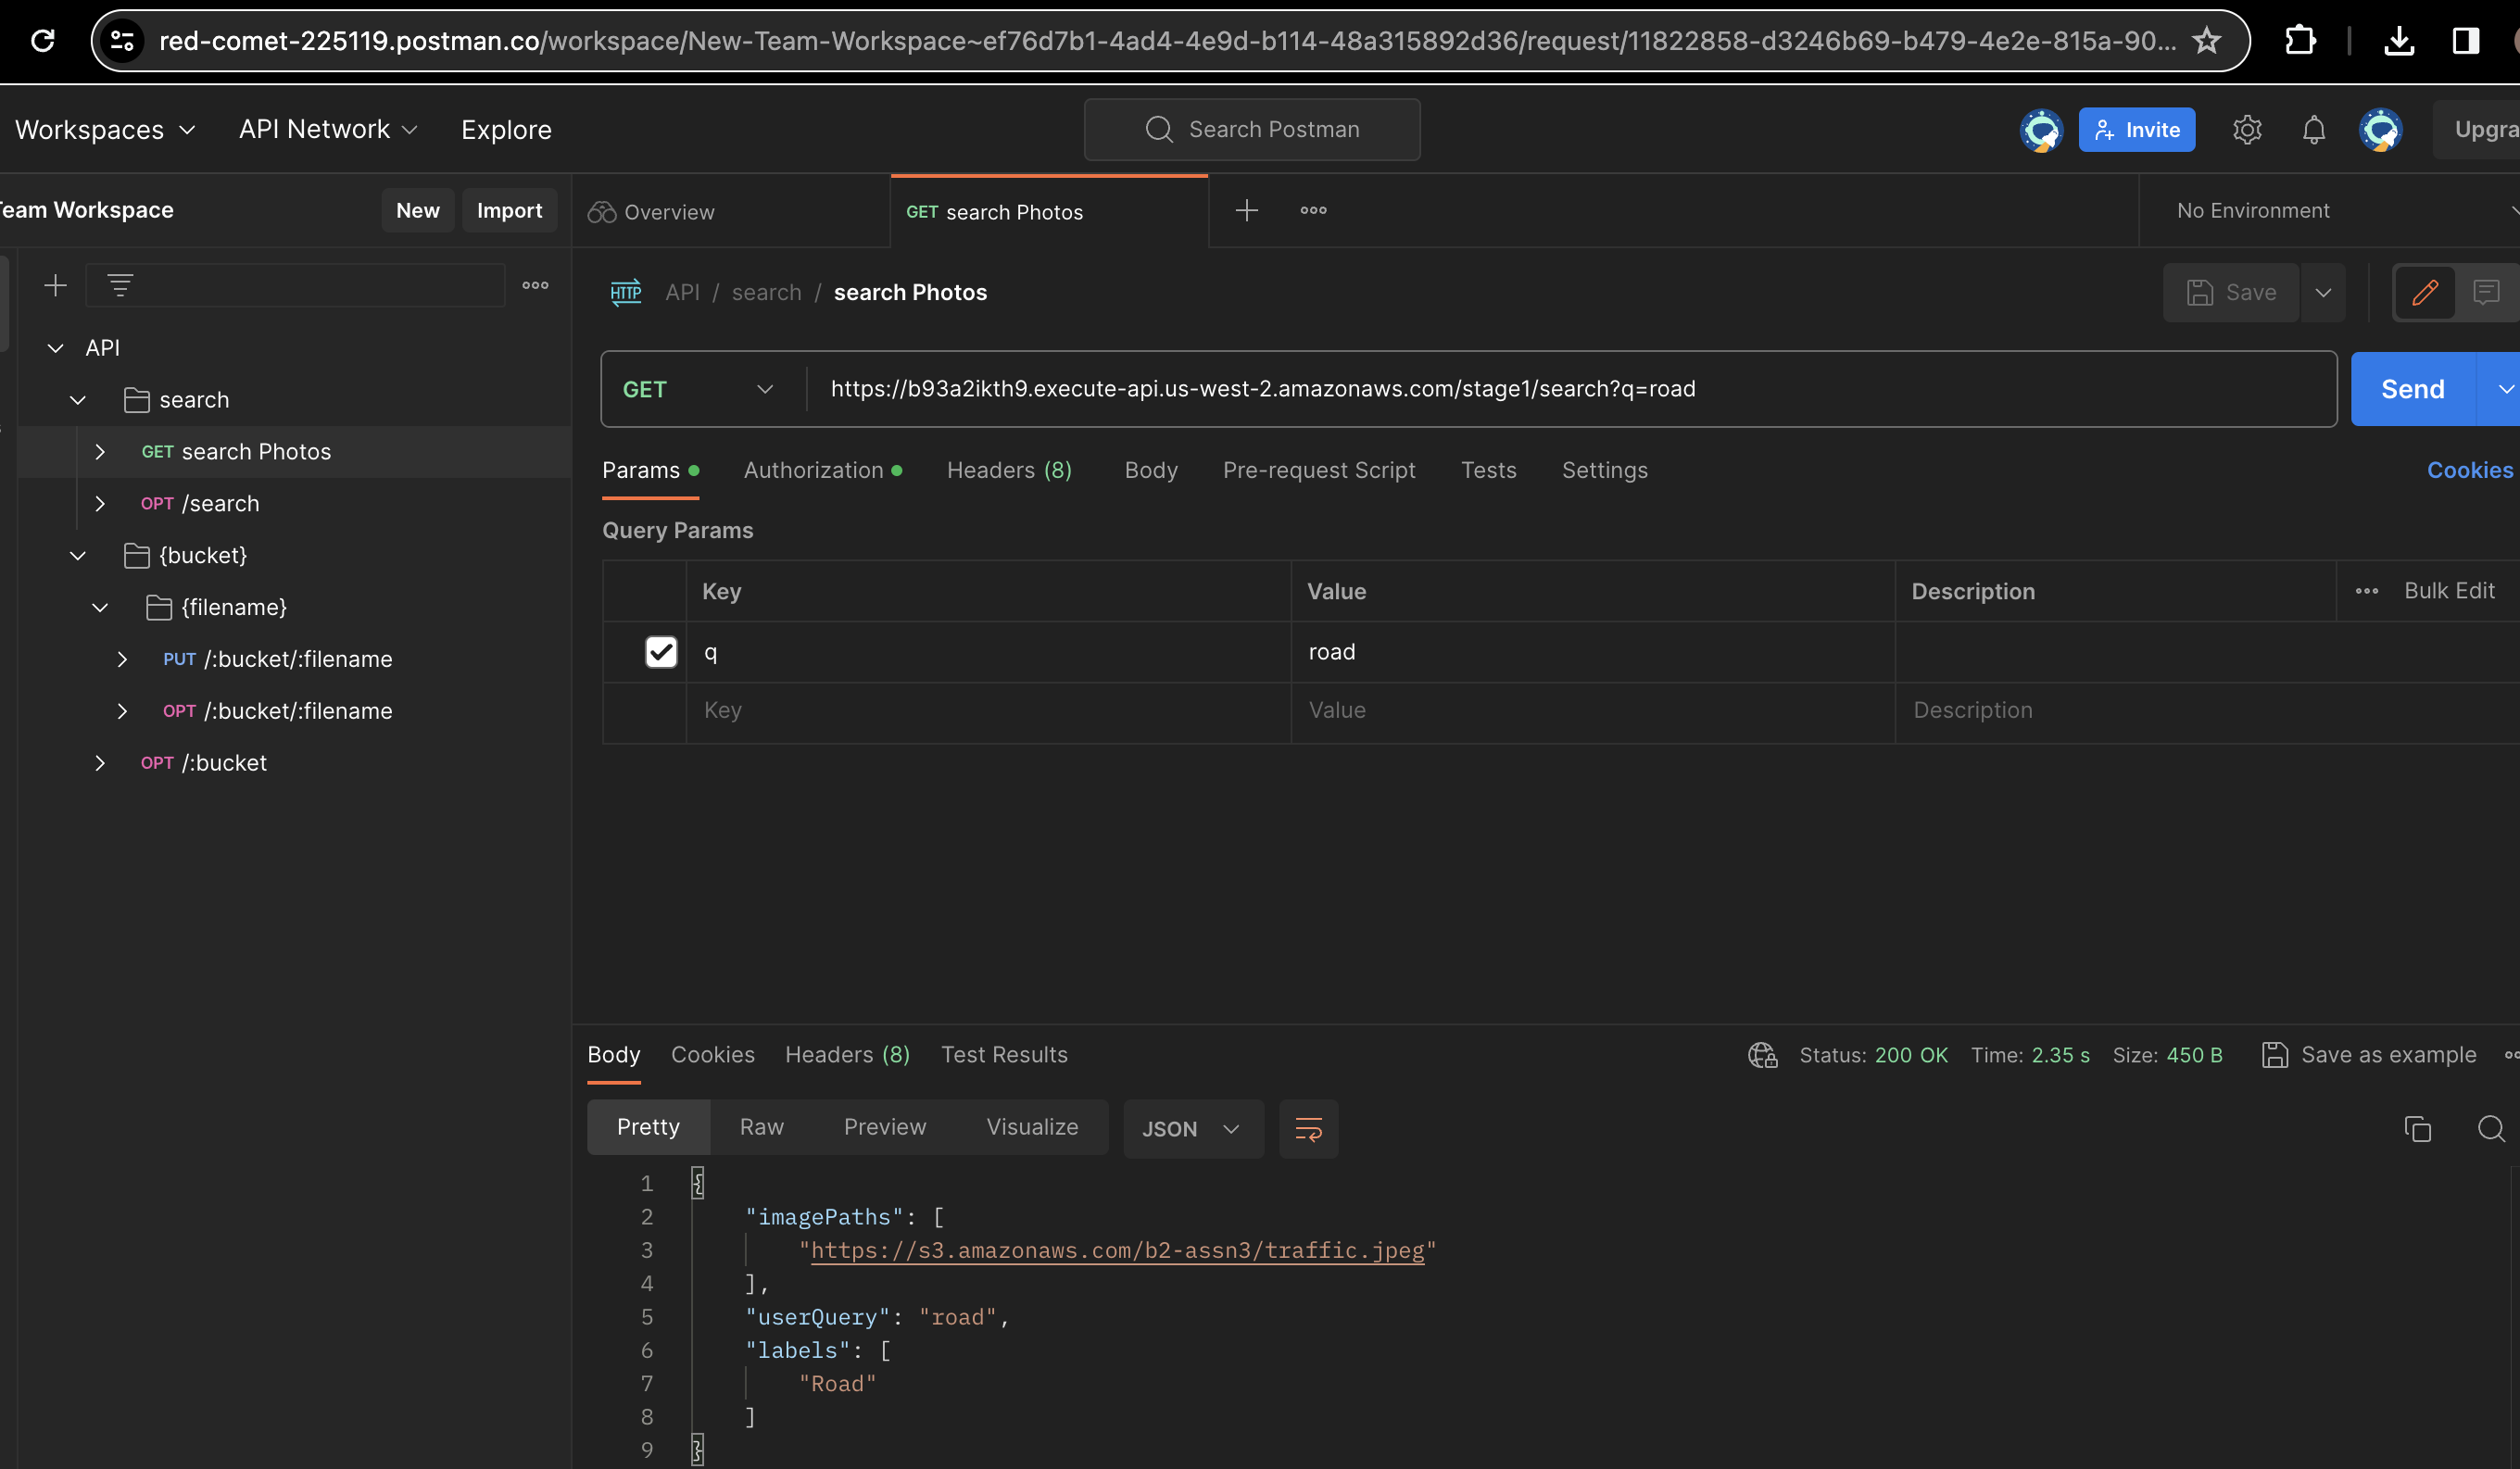 red-comet-225119.postman.co/workspace/New-Team-Workspace~ef76d7b1-4ad4-4e9d-b114-48a315892d36/request/11822858-d3246b69-b479-4e2e-815a-90...
Workspaces API Network Explore Search Postman Invite Upgra
Team Workspace New Import Overview GET search Photos No Environment
HTTP API / search / search Photos Save
API
search
GET search Photos
OPT /search
{bucket}
{filename}
PUT /:bucket/:filename
OPT /:bucket/:filename
OPT /:bucket
GET https://b93a2ikth9.execute-api.us-west-2.amazonaws.com/stage1/search?q=road Send
Params Authorization Headers (8) Body Pre-request Script Tests Settings Cookies
Query Params
Key Value Description Bulk Edit
q road
Key Value Description
Body Cookies Headers (8) Test Results Status: 200 OK Time: 2.35 s Size: 450 B Save as example
Pretty Raw Preview Visualize JSON
1 {
2 "imagePaths": [
3 "https://s3.amazonaws.com/b2-assn3/traffic.jpeg"
4 ],
5 "userQuery": "road",
6 "labels": [
7 "Road"
8 ]
9 }